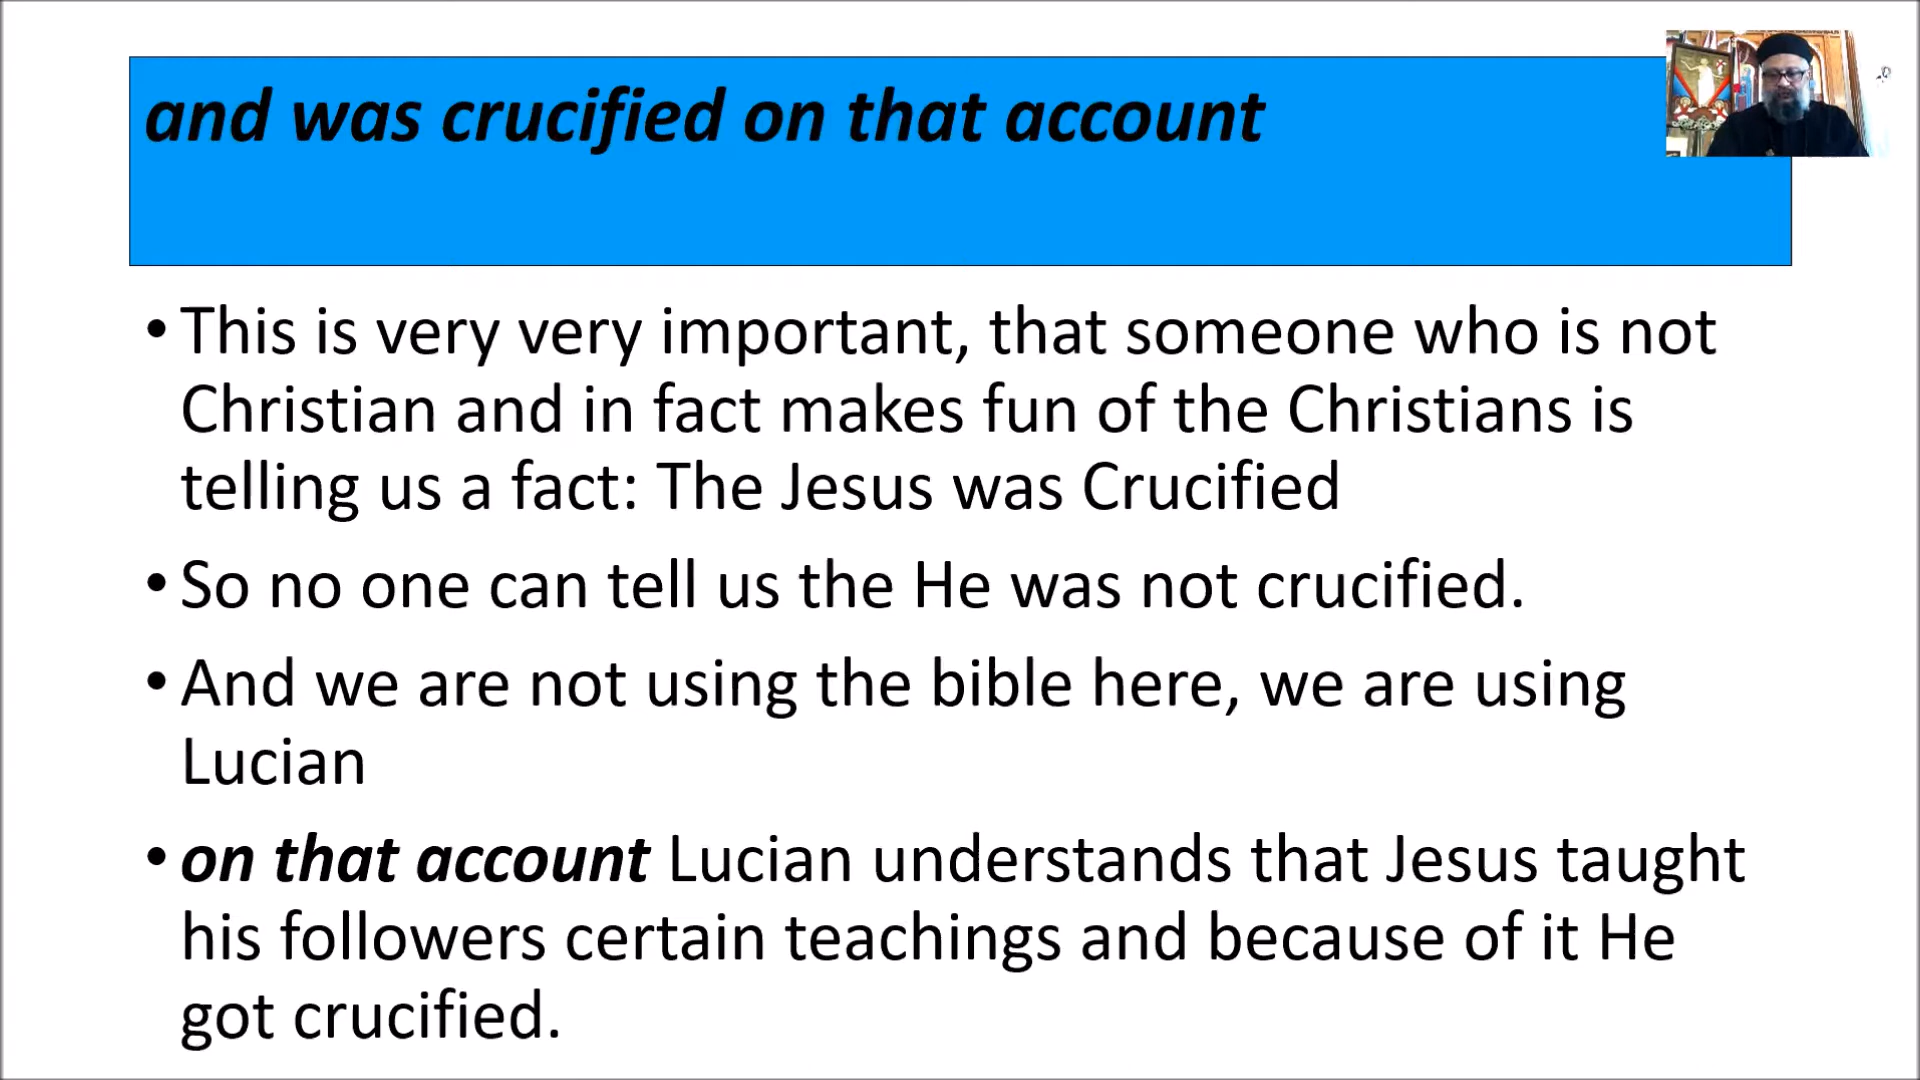 and was crucified on that account
• This is very very important, that someone who is not
Christian and in fact makes fun of the Christians is
telling us a fact: The Jesus was Crucified
• So no one can tell us the He was not crucified.
• And we are not using the bible here, we are using
Lucian
• on that account Lucian understands that Jesus taught
his followers certain teachings and because of it He
got crucified.